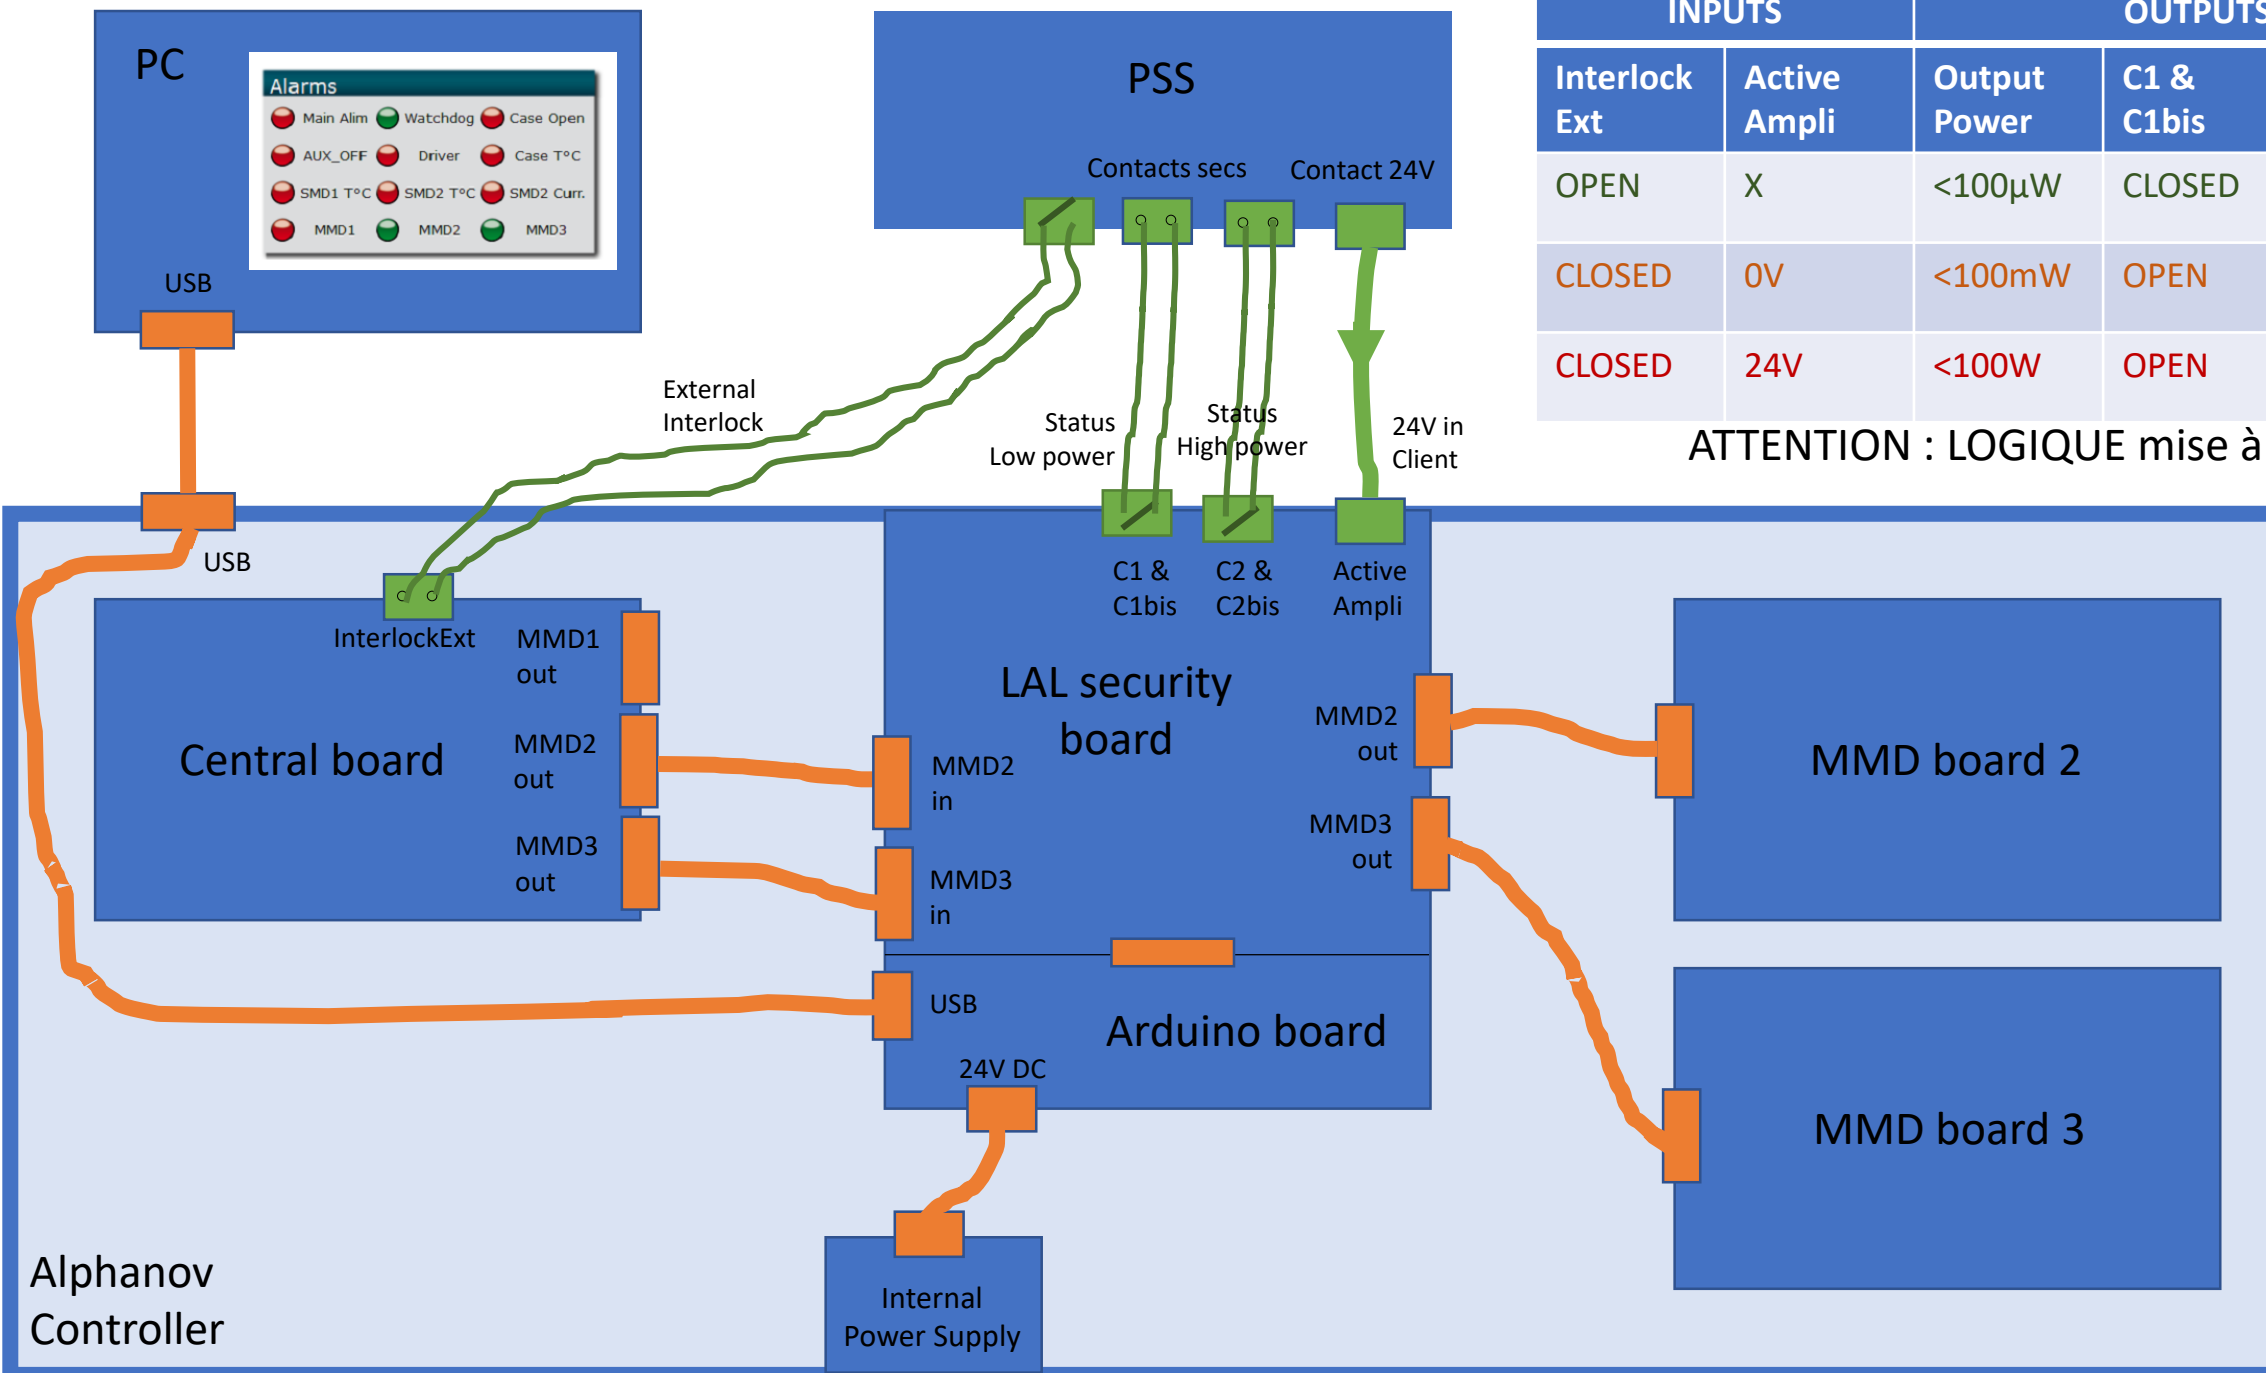 PC
Alarms
Main Alim Watchdog Case Open
AUX_OFF Driver Case T°C
SMD1 T°C SMD2 T°C SMD2 Curr.
MMD1 MMD2 MMD3
USB
PSS
Contacts secs
Contact 24V
INPUTS OUTPUTS
Interlock Ext Active Ampli Output Power C1 & C1bis
OPEN X <100µW CLOSED
CLOSED 0V <100mW OPEN
CLOSED 24V <100W OPEN
ATTENTION : LOGIQUE mise à
External
Interlock
Status
Low power
Status
High power
24V in
Client
USB
InterlockExt
MMD1
out
MMD2
out
MMD3
out
Central board
C1 &
C1bis
C2 &
C2bis
Active
Ampli
LAL security
board
MMD2
in
MMD3
in
MMD2
out
MMD3
out
USB
Arduino board
24V DC
MMD board 2
MMD board 3
Internal
Power Supply
Alphanov
Controller